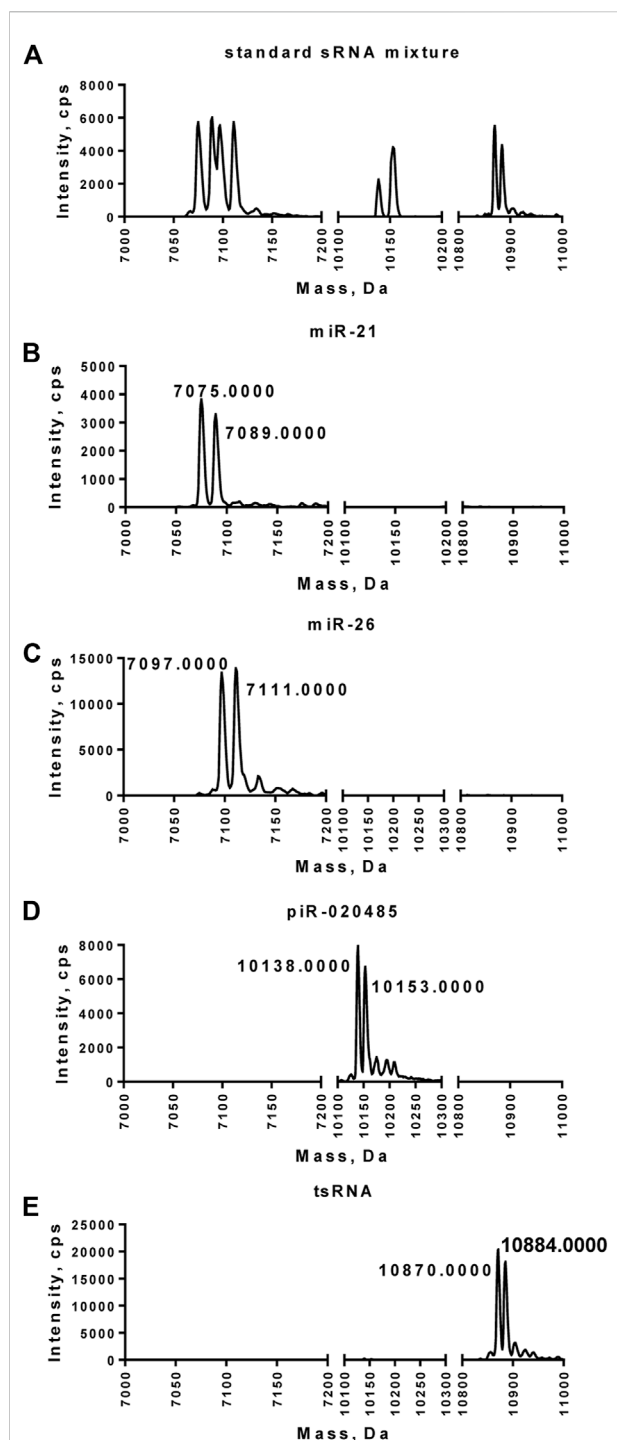 A
standard sRNA mixture
Intensity, cps
8000
6000
4000
2000
0
7000 7050 7100 7150 7200 10100 10150 10200 10800 10900 11000
Mass, Da
miR-21
B
Intensity, cps
5000
4000
3000
2000
1000
0
7075.0000
7089.0000
7000 7050 7100 7150 7200 10100 10150 10200 10800 10900 11000
Mass, Da
miR-26
C
Intensity, cps
15000
10000
5000
0
7097.0000
7111.0000
7000 7050 7100 7150 7200 10100 10150 10200 10250 10300 10800 10900 11000
Mass, Da
D
piR-020485
Intensity, cps
8000
6000
4000
2000
0
10138.0000
10153.0000
7000 7050 7100 7150 7200 10100 10150 10200 10250 10300 10800 10900 11000
Mass, Da
tsRNA
E
Intensity, cps
25000
20000
15000
10000
5000
0
10884.0000
10870.0000
7000 7050 7100 7150 7200 10100 10150 10200 10250 10300 10800 10900 11000
Mass, Da